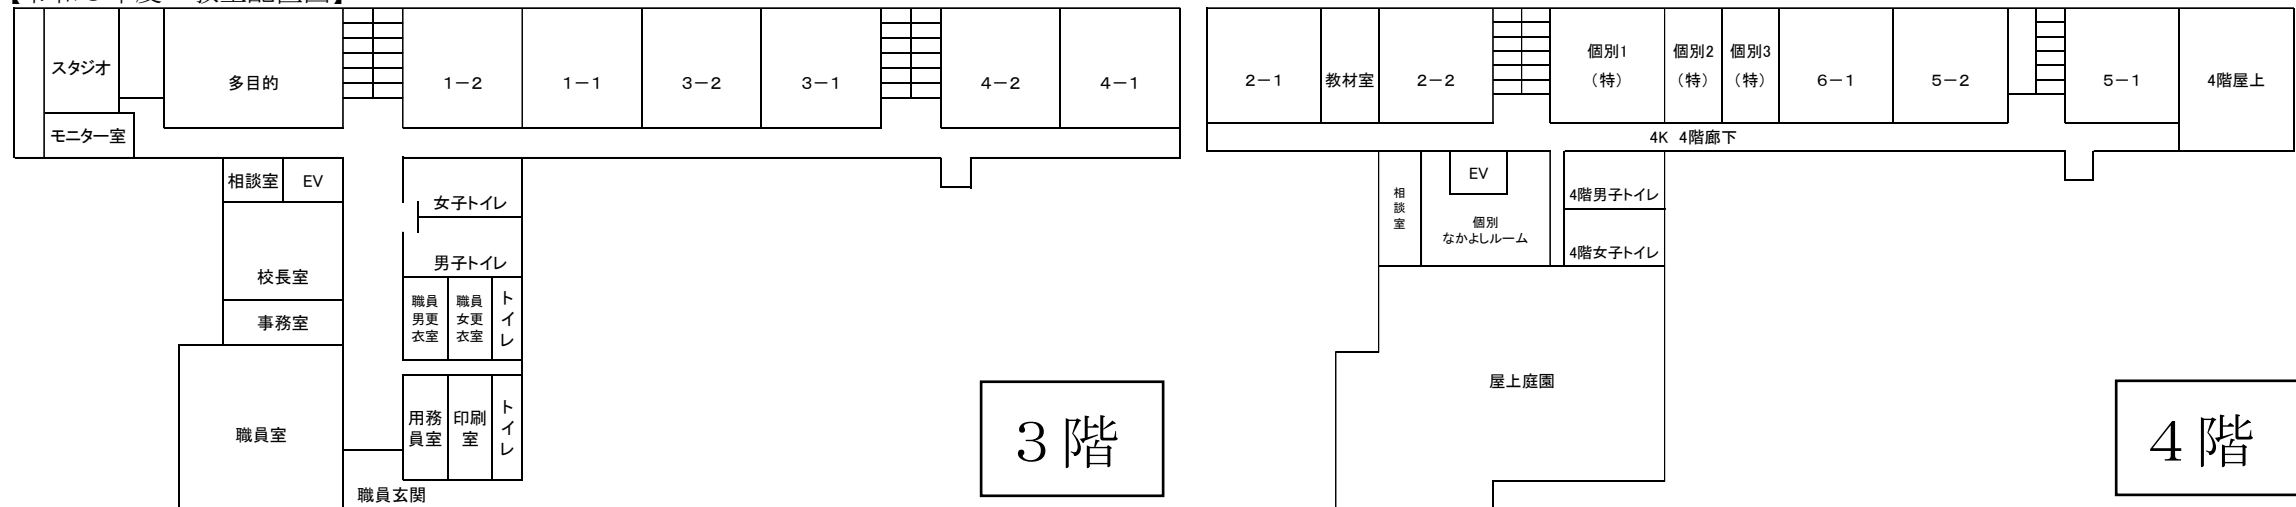 スタジオ
多目的
1－2
1－1
3－2
3－1
4－2
4－1
モニター室
相談室
EV
女子トイレ
男子トイレ
校長室
事務室
職員
男更
衣室
職員
女更
衣室
トイレ
職員室
用務
員室
印刷
室
トイレ
職員玄関
３階
2－1
教材室
2－2
個別1
（特）
個別2
（特）
個別3
（特）
6－1
5－2
5－1
4階屋上
4K 4階廊下
相談室
EV
個別
なかよしルーム
4階男子トイレ
4階女子トイレ
屋上庭園
４階